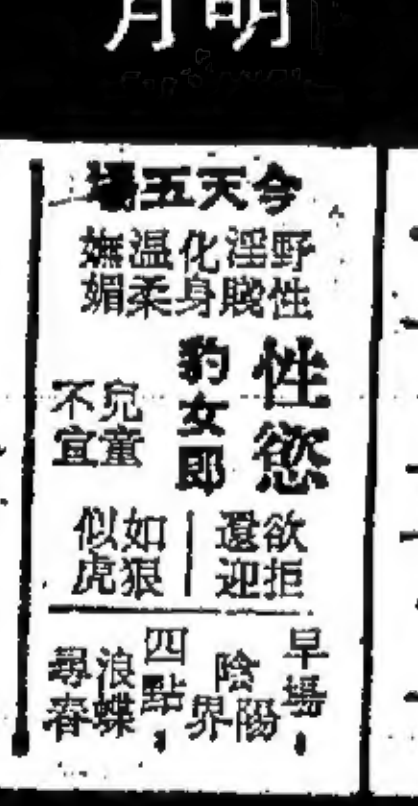 明月
今天五場
野性淫賤化身温柔嫵媚
性慾
豹女郎
兒童不宜
欲拒還迎
如狼似虎
早場:陰陽界
四點:浪蝶尋春